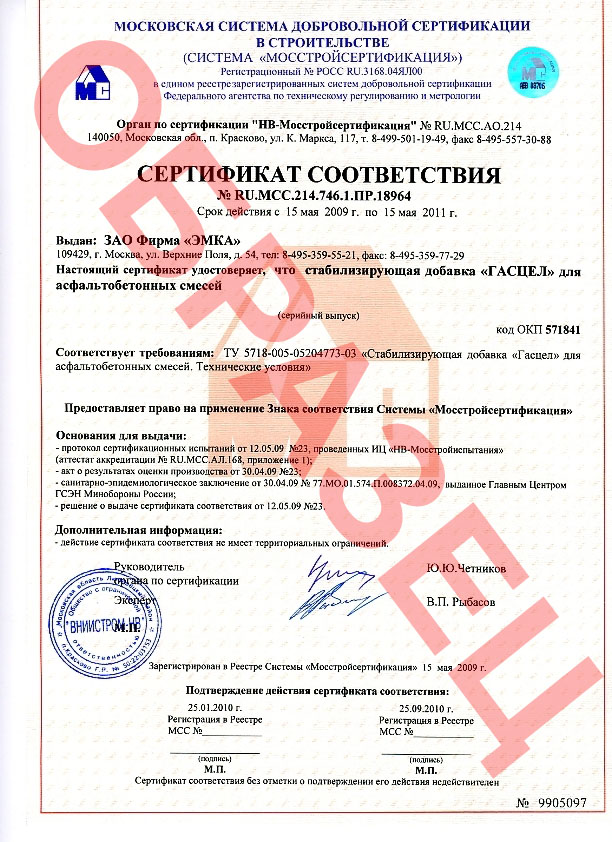 МОСКОВСКАЯ СИСТЕМА ДОБРОВОЛЬНОЙ СЕРТИФИКАЦИИ
В СТРОИТЕЛЬСТВЕ
(СИСТЕМА «МОССТРОЙСЕРТИФИКАЦИЯ»)
Регистрационный № РОСС RU.3168.04ЯЛ00
в едином реестрезарегистрированных систем добровольной сертификации
Федерального агентства по техническому регулированию и метрологии
МС
Орган по сертификации "НВ-Мосстройсертификация" № RU.МСС.АО.214
140050, Московская обл., п. Красково, ул. К. Маркса, 117, т. 8-499-501-19-49, факс 8-495-557-30-88
СЕРТИФИКАТ СООТВЕТСТВИЯ
№ RU.МСС.214.746.1.ПР.18964
Срок действия с 15 мая 2009 г. по 15 мая 2011 г.
Выдан: ЗАО Фирма «ЭМКА»
109429, г. Москва, ул. Верхние Поля, д. 54, тел: 8-495-359-55-21, факс: 8-495-359-77-29
Настоящий сертификат удостоверяет, что стабилизирующая добавка «ГАСЦЕЛ» для
асфальтобетонных смесей
(серийный выпуск)
код ОКП 571841
Соответствует требованиям: ТУ 5718-005-05204773-03 «Стабилизирующая добавка «Гасцел» для
асфальтобетонных смесей. Технические условия»
Предоставляет право на применение Знака соответствия Системы «Мосстройсертификация»
Основания для выдачи:
- протокол сертификационных испытаний от 12.05.09 №23, проведенных ИЦ «НВ-Мосстройиспытания»
(аттестат аккредитации № RU.МСС.АЛ.168, приложение 1);
- акт о результатах оценки производства от 30.04.09 №23;
- санитарно-эпидемиологическое заключение от 30.04.09 № 77.МО.01.574.П.008372.04.09, выданное Главным Центром
ГСЭН Минобороны России;
- решение о выдаче сертификата соответствия от 12.05.09 №23.
Дополнительная информация:
- действие сертификата соответствия не имеет территориальных ограничений.
Руководитель
органа по сертификации
Ю.Ю.Четников
Эксперт
В.П. Рыбасов
М.П.
ВНИИСТРОМ-НВ
Зарегистрирован в Реестре Системы «Мосстройсертификация» 15 мая 2009 г.
Подтверждение действия сертификата соответствия:
25.01.2010 г. 25.09.2010 г.
Регистрация в Реестре Регистрация в Реестре
МСС №____________ МСС №____________
(подпись) (подпись)
М.П. М.П.
Сертификат без отметки о подтверждении его действия недействителен
№ 9905097
ОБРАЗЕЦ